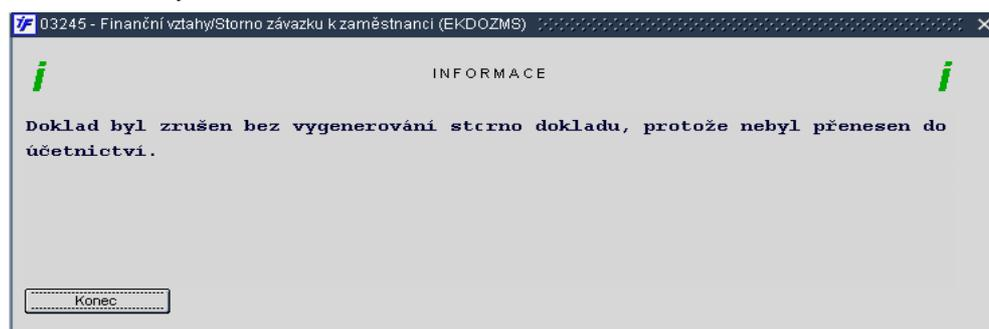 03245 - Finanční vztahy/Storno závazku k zaměstnanci (EKDOZMS)
INFORMACE
Doklad byl zrušen bez vygenerování storno dokladu, protože nebyl přenesen do
účetnictví.
Konec